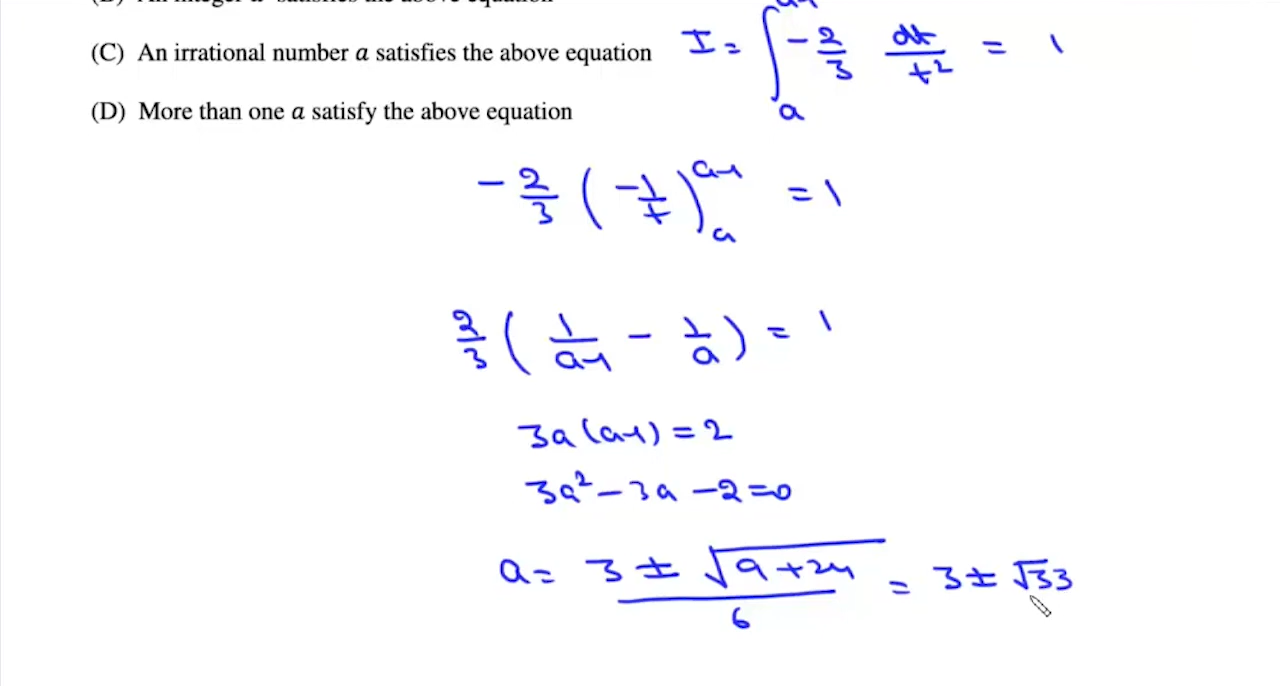 (C) An irrational number a satisfies the above equation
I = ∫ₐ -2/3 dt/t² = 1
(D) More than one a satisfy the above equation
-2/3 (-1/t)ₐ^(a-1) = 1
2/3 (1/(a-1) - 1/a) = 1
3a(a-1) = 2
3a² - 3a - 2 = 0
a = (3 ± √(9+24))/6 = 3 ± √33